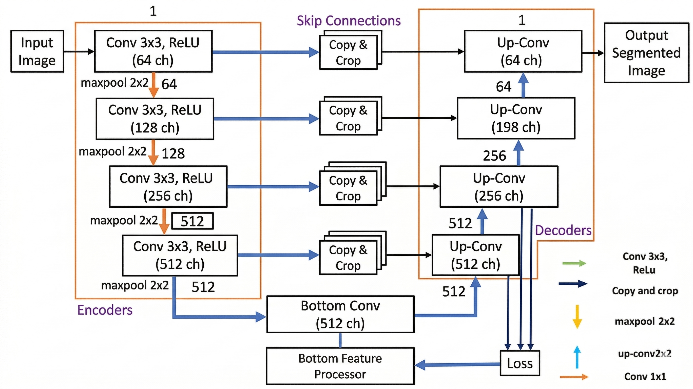 1
Skip Connections
1
Input
Image
Conv 3x3, ReLU
(64 ch)
Copy &
Crop
Up-Conv
(64 ch)
Output
Segmented
Image
maxpool 2x2
64
64
Conv 3x3, ReLU
(128 ch)
Copy &
Crop
Up-Conv
(198 ch)
maxpool 2x2
128
256
Conv 3x3, ReLU
(256 ch)
Copy &
Crop
Up-Conv
(256 ch)
maxpool 2x2
512
512
Decoders
Conv 3x3, ReLU
(512 ch)
Copy &
Crop
Up-Conv
(512 ch)
maxpool 2x2
512
512
Encoders
Bottom Conv
(512 ch)
Bottom Feature
Processor
Loss
Conv 3x3,
ReLu
Copy and crop
maxpool 2x2
up-conv2x2
Conv 1x1